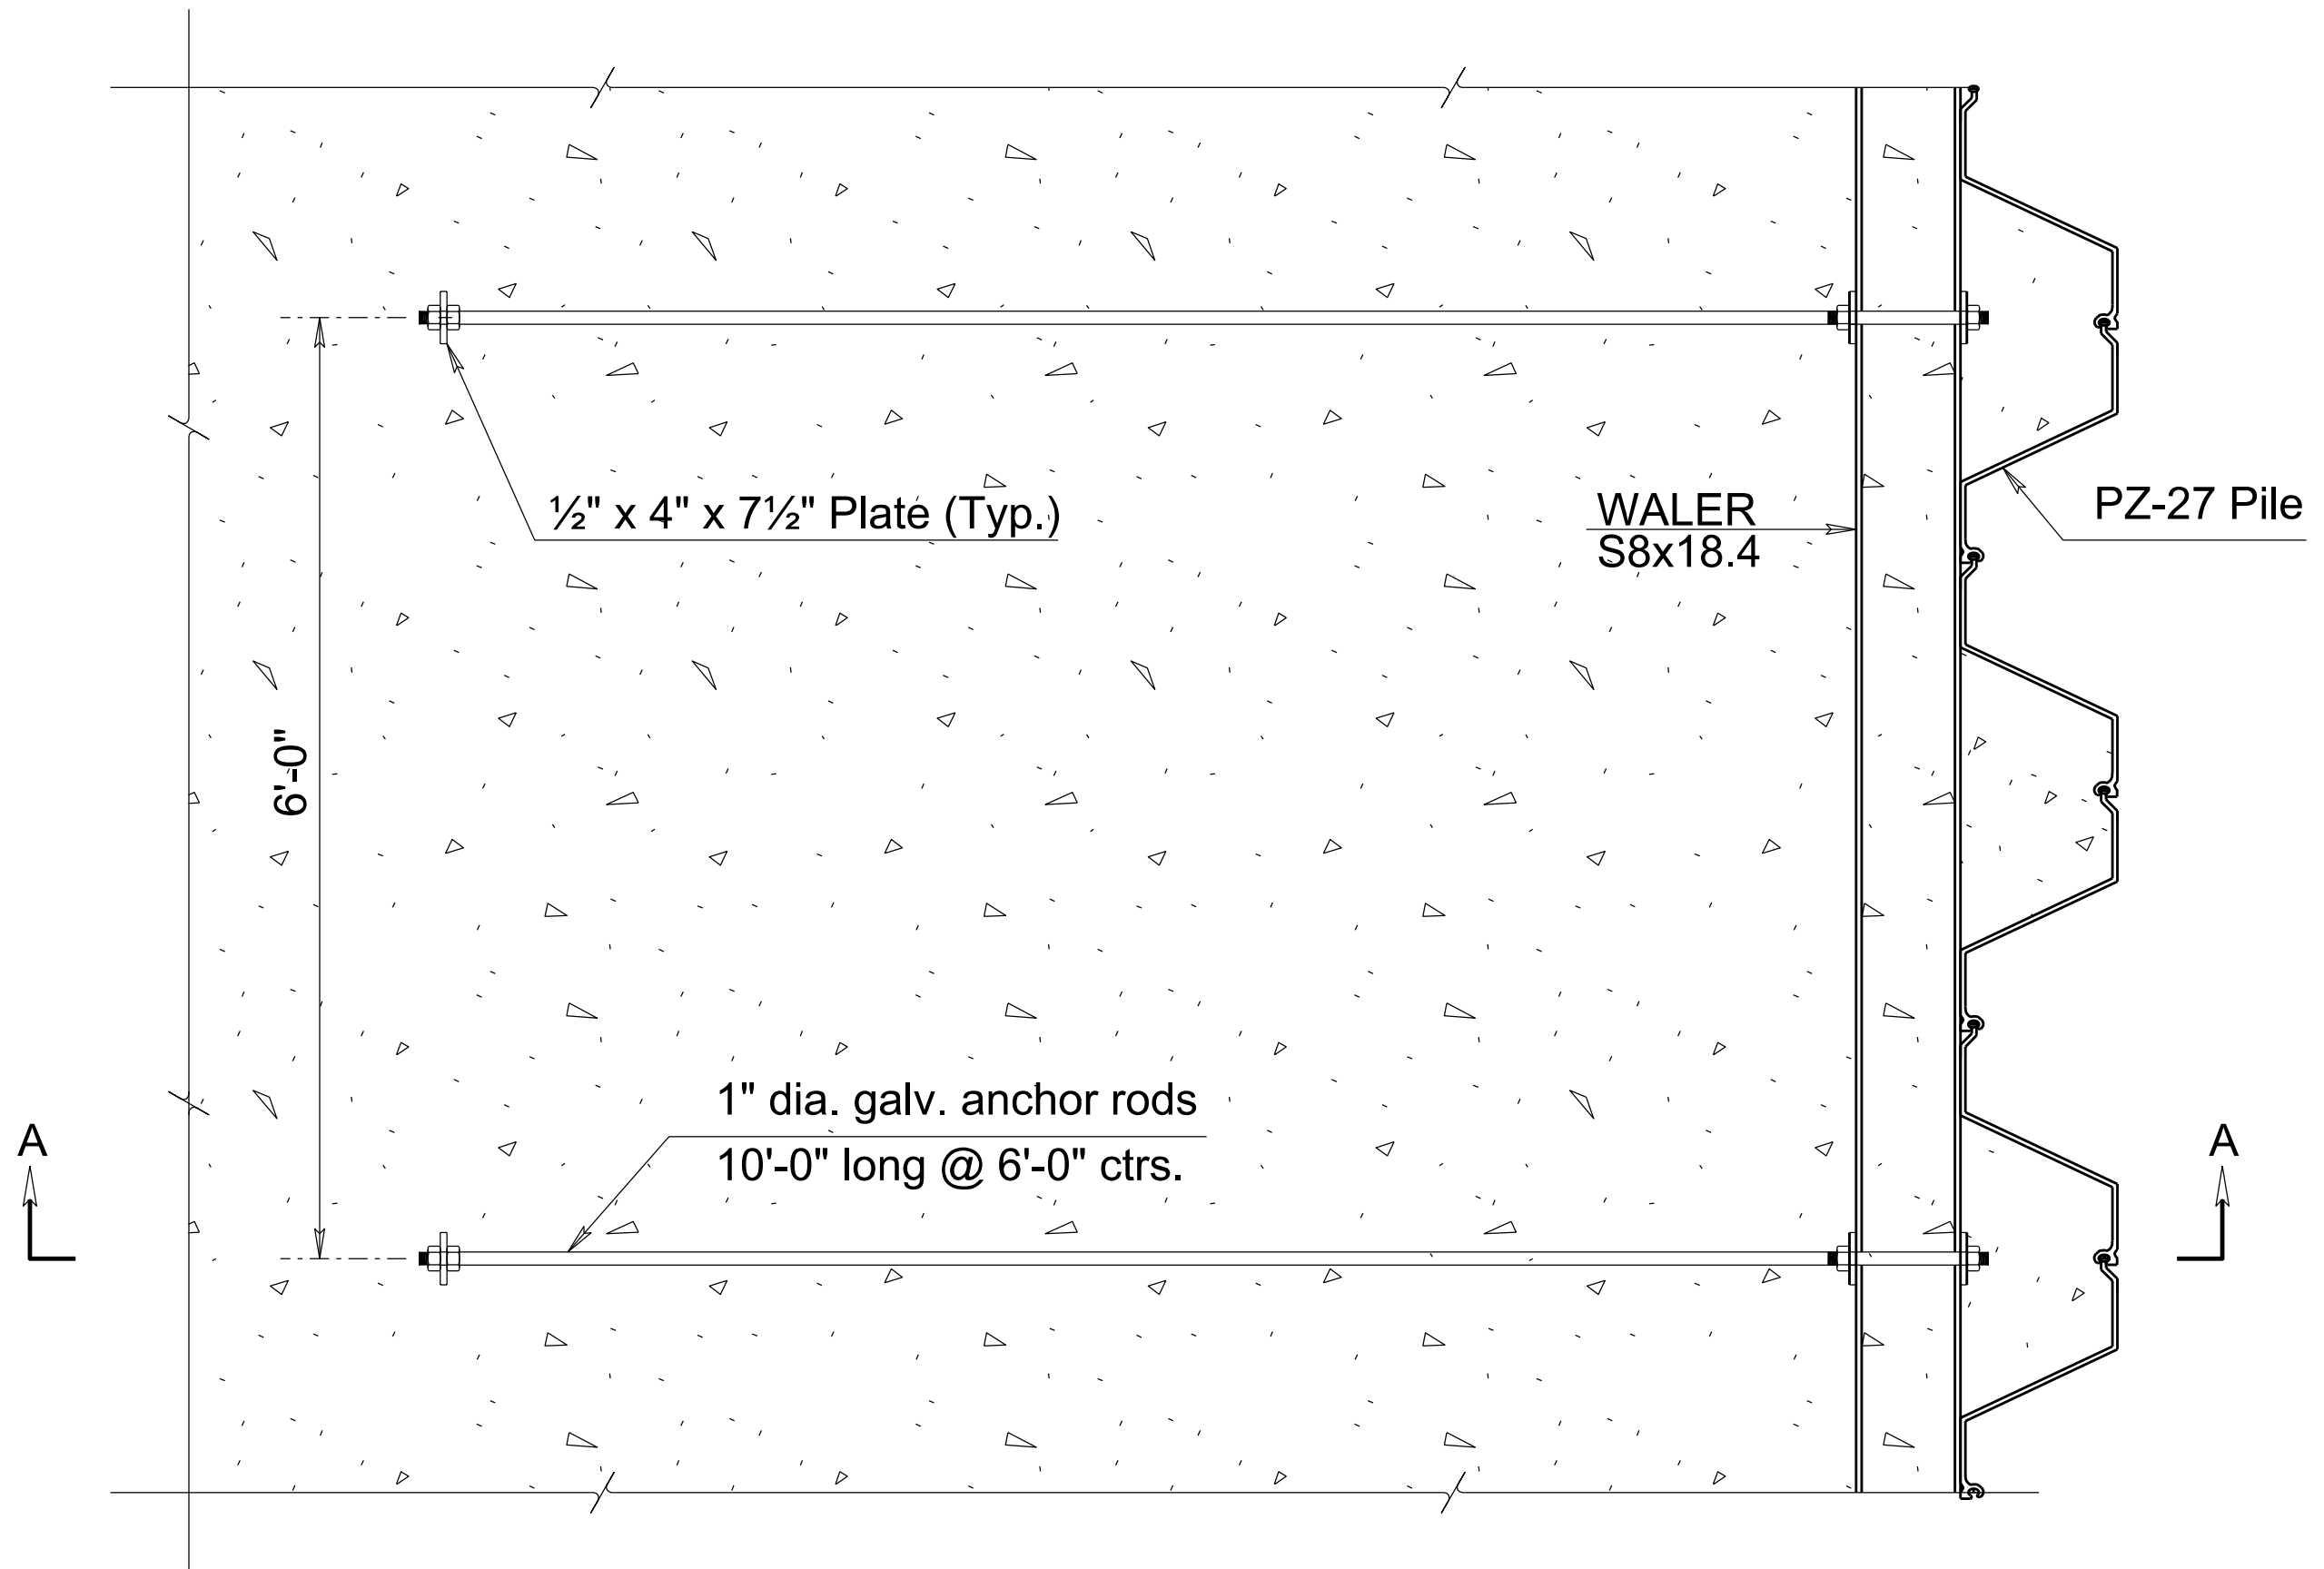 ½" x 4" x 7½" Plate (Typ.)
WALER
S8x18.4
PZ-27 Pile
6'-0"
1" dia. galv. anchor rods
10'-0" long @ 6'-0" ctrs.
A
A